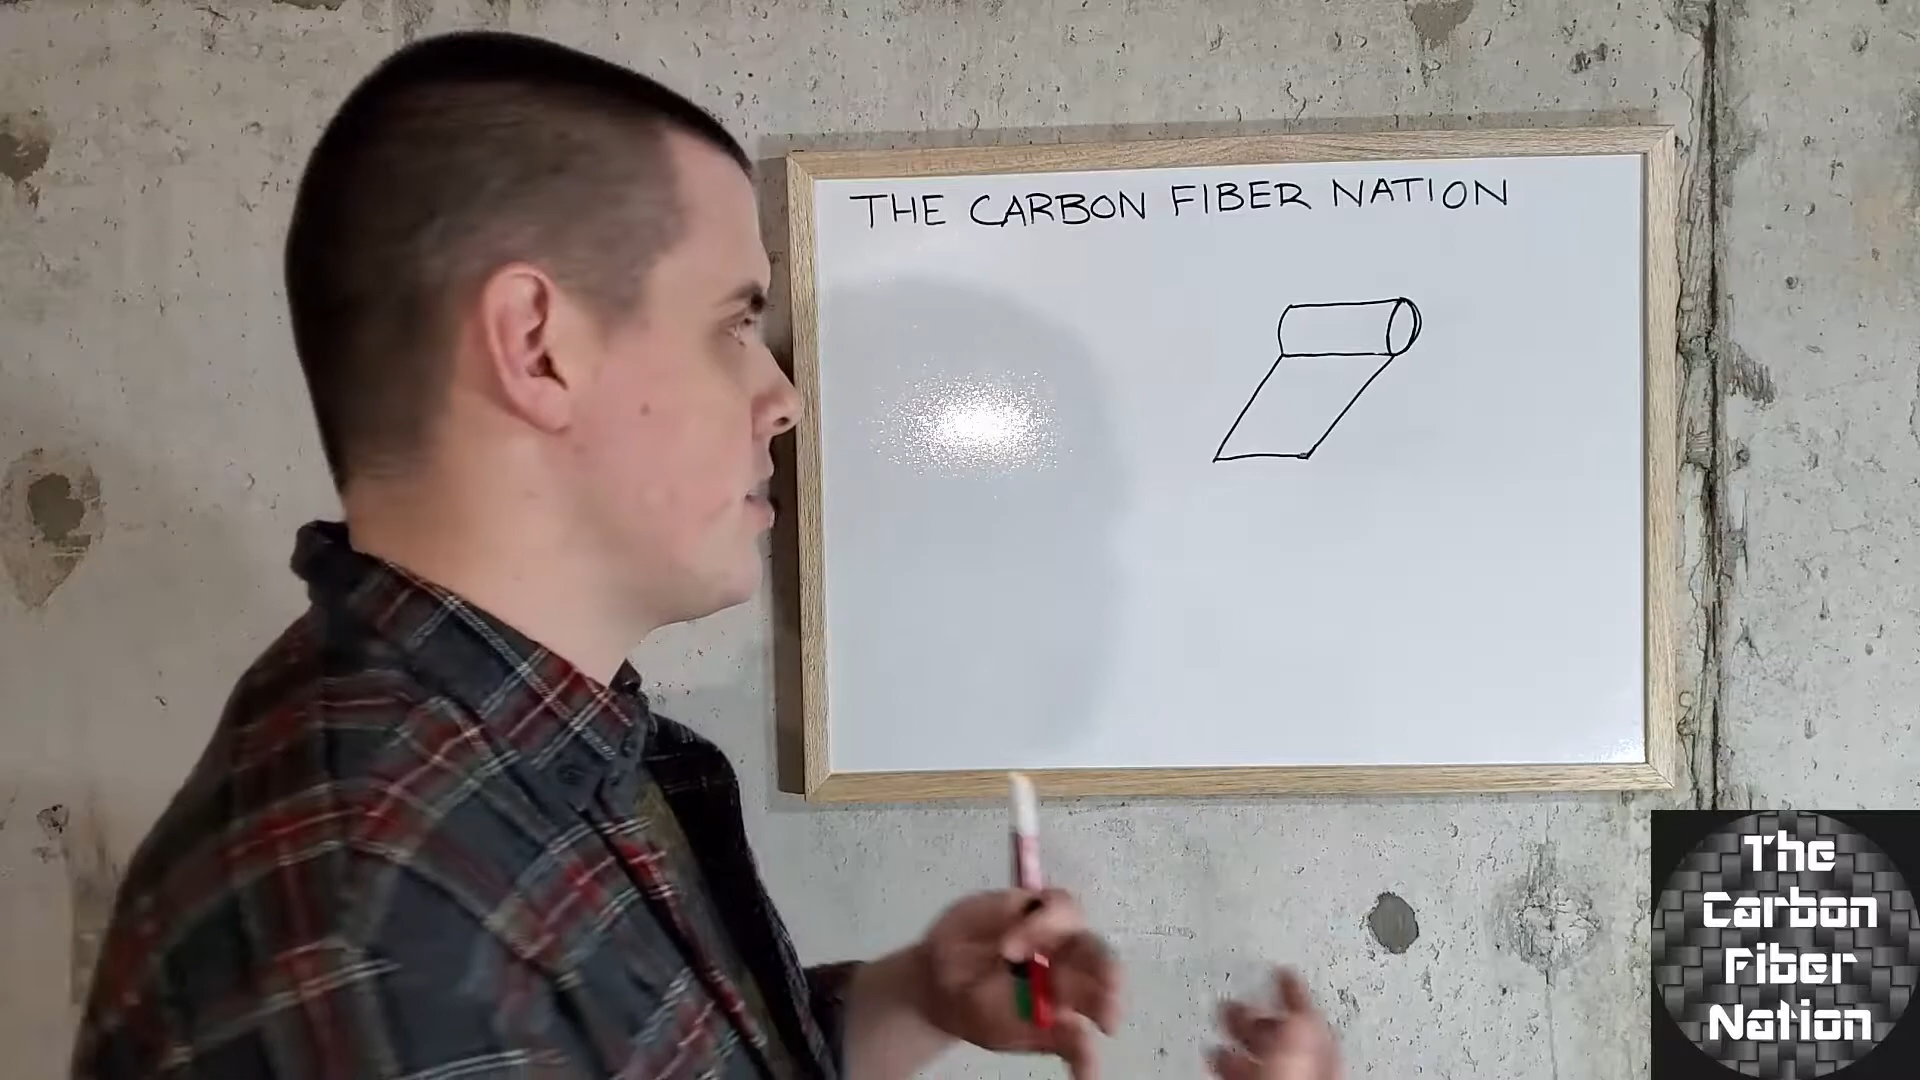 THE CARBON FIBER NATION
The
Carbon
Fiber
Nation